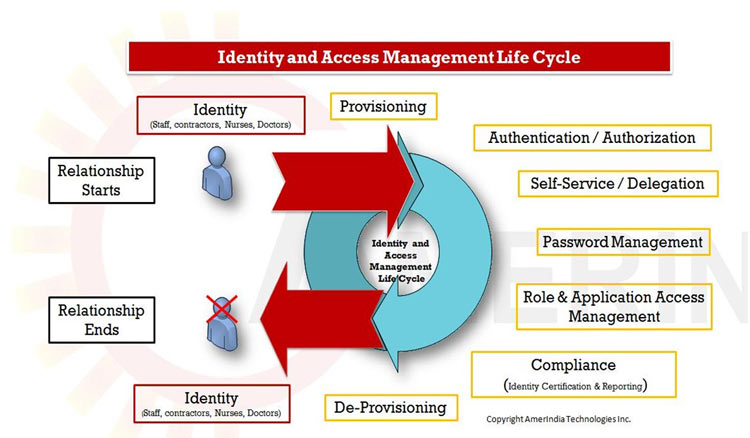 Identity and Access Management Life Cycle
Identity
(Staff, contractors, Nurses, Doctors)
Provisioning
Authentication / Authorization
Relationship
Starts
Self-Service / Delegation
Identity and
Access
Management
Life Cycle
Password Management
Relationship
Ends
Role & Application Access
Management
Compliance
(Identity Certification & Reporting)
Identity
(Staff, contractors, Nurses, Doctors)
De-Provisioning
Copyright AmerIndia Technologies Inc.